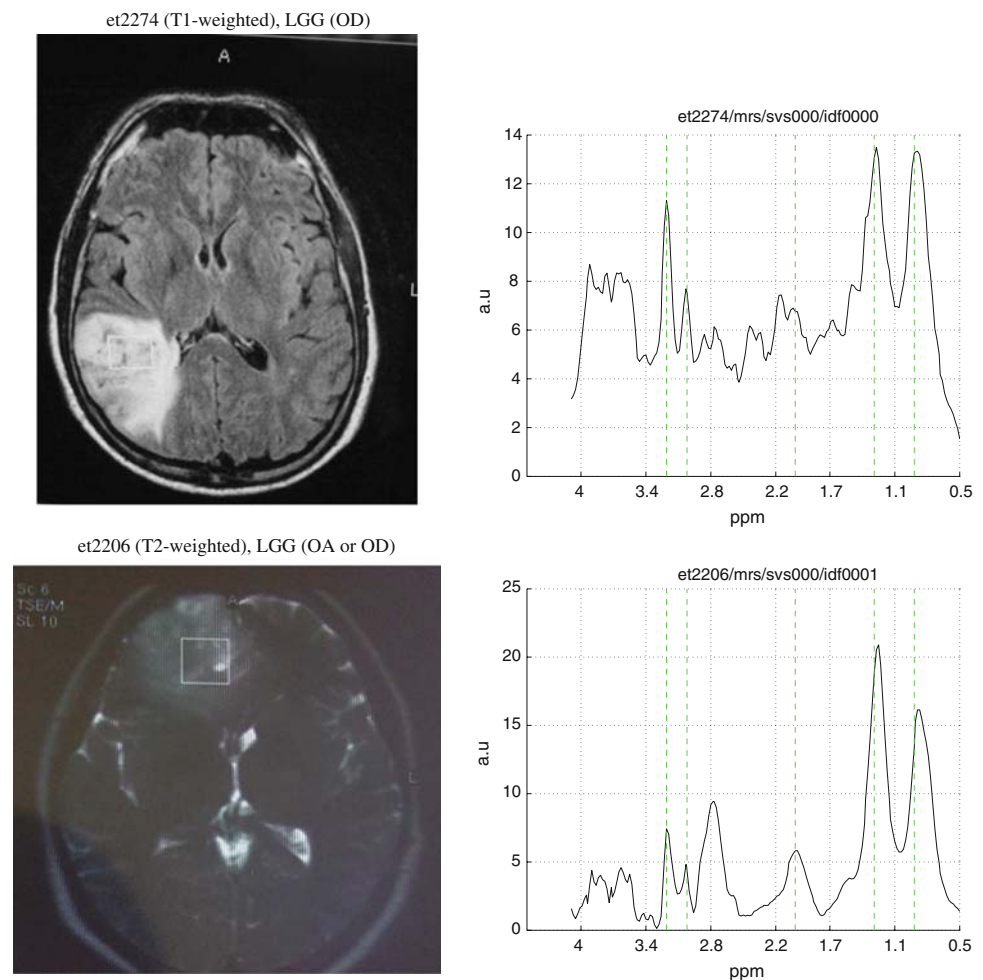 et2274 (T1-weighted), LGG (OD)
A
L
et2274/mrs/svs000/idf0000
14
12
10
8
6
4
2
0
a.u
4 3.4 2.8 2.2 1.7 1.1 0.5
ppm
et2206 (T2-weighted), LGG (OA or OD)
Sc 6
TSE/M
SL 10
A
L
et2206/mrs/svs000/idf0001
25
20
15
10
5
0
a.u
4 3.4 2.8 2.2 1.7 1.1 0.5
ppm